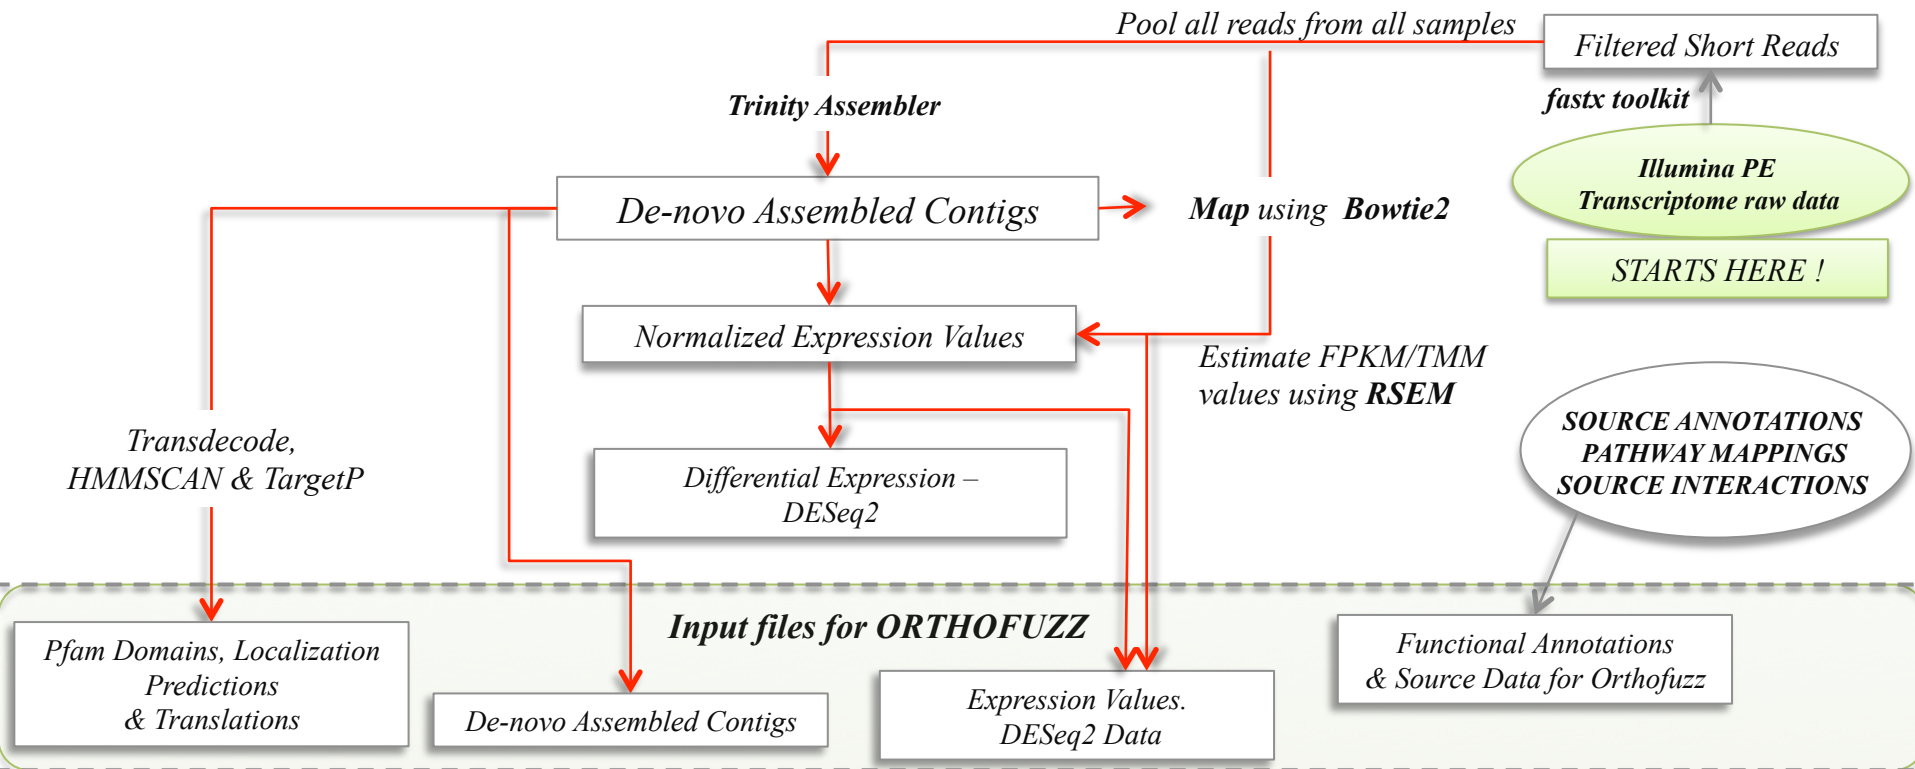 Pool all reads from all samples
Filtered Short Reads
fastx toolkit
Trinity Assembler
Illumina PE
Transcriptome raw data
STARTS HERE !
De-novo Assembled Contigs
Map using Bowtie2
Normalized Expression Values
Estimate FPKM/TMM
values using RSEM
Transdecode,
HMMSCAN & TargetP
Differential Expression –
DESeq2
SOURCE ANNOTATIONS
PATHWAY MAPPINGS
SOURCE INTERACTIONS
Input files for ORTHOFUZZ
Pfam Domains, Localization
Predictions
& Translations
De-novo Assembled Contigs
Expression Values.
DESeq2 Data
Functional Annotations
& Source Data for Orthofuzz